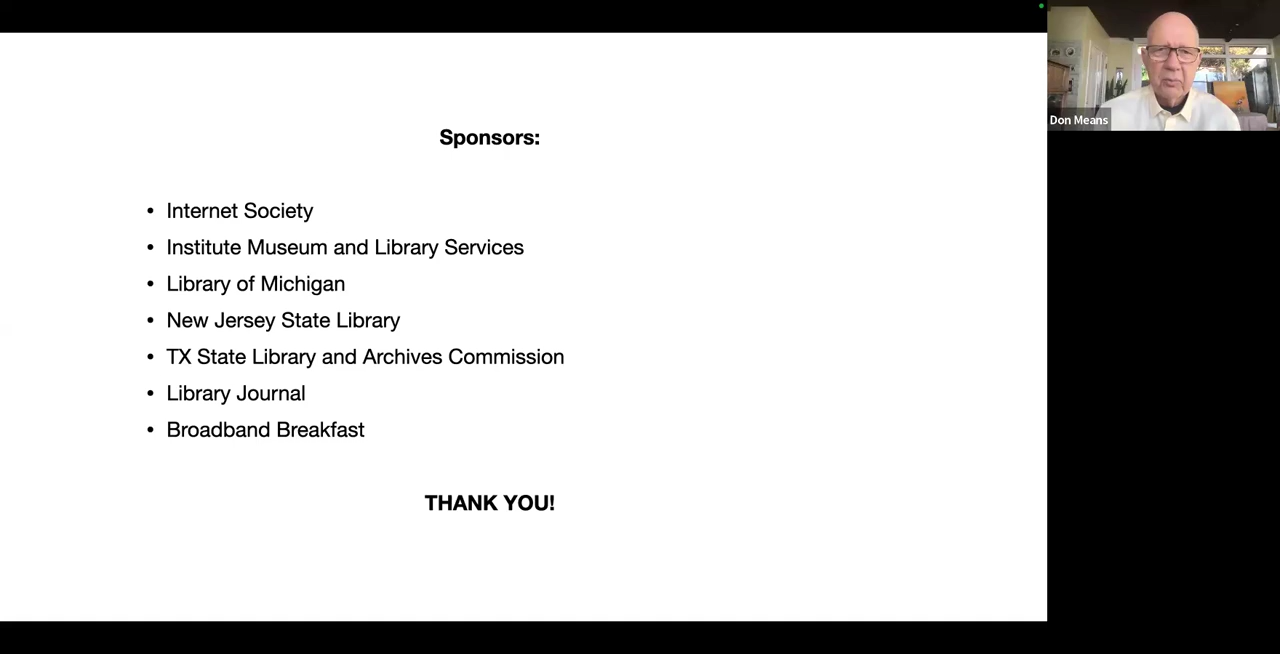 Sponsors:
• Internet Society
• Institute Museum and Library Services
• Library of Michigan
• New Jersey State Library
• TX State Library and Archives Commission
• Library Journal
• Broadband Breakfast
THANK YOU!
Don Means